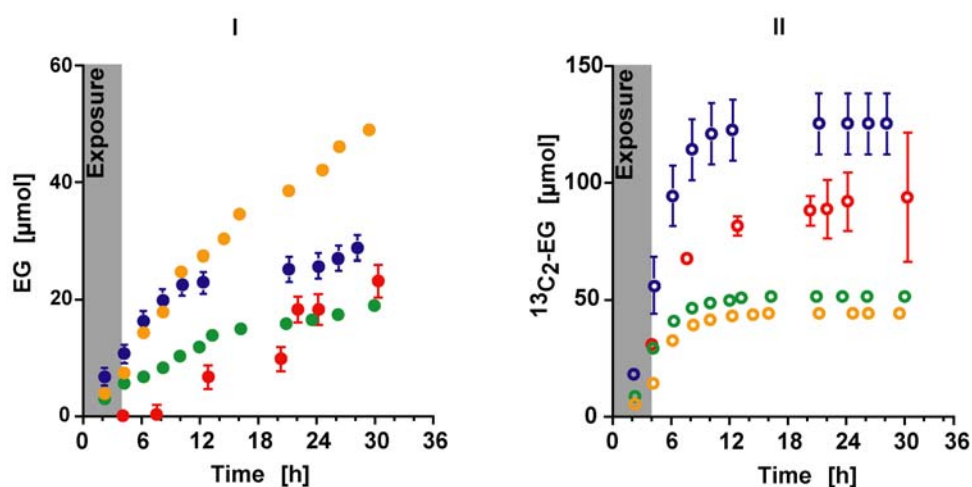 I
II
EG [µmol]
60
40
20
0
Exposure
0 6 12 18 24 30 36
Time [h]
13C2-EG [µmol]
150
100
50
0
Exposure
0 6 12 18 24 30 36
Time [h]